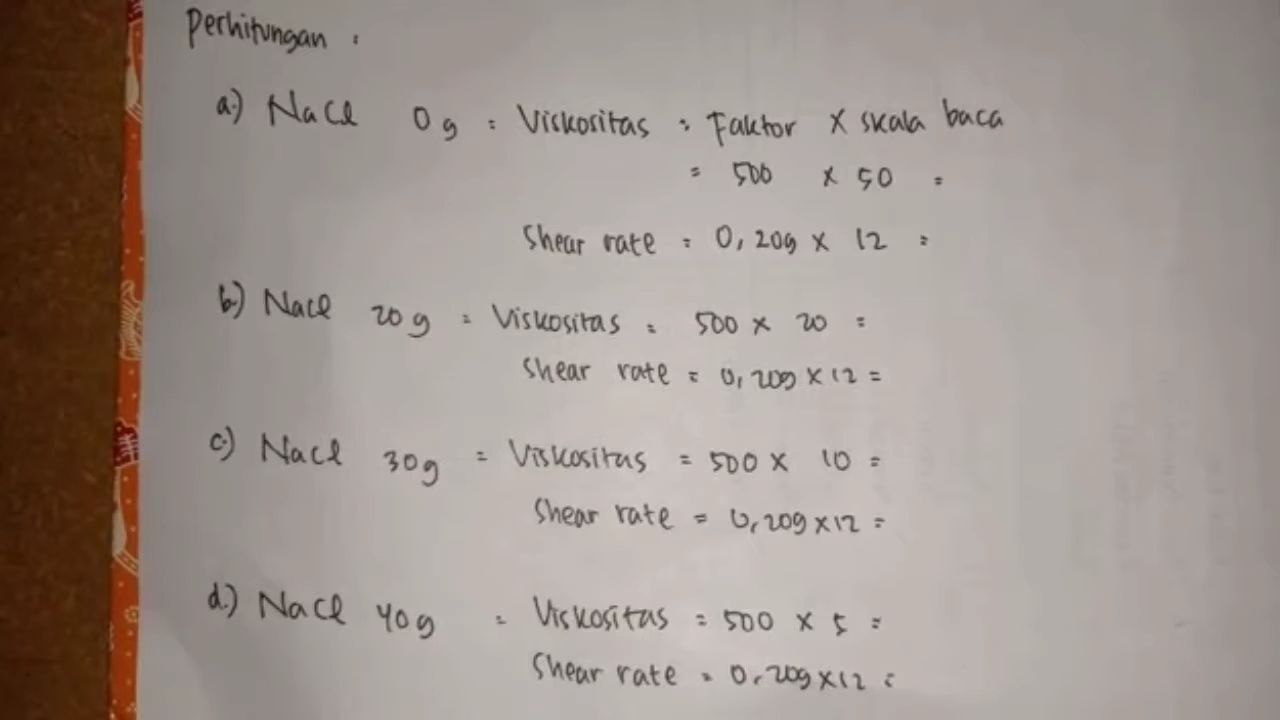 Perhitungan :
a.) NaCl 0g = Viskositas = Faktor x skala baca
= 500 x 50 =
Shear rate = 0,209 x 12 =
b.) NaCl 20g = Viskositas = 500 x 20 =
Shear rate = 0,209 x 12 =
c.) NaCl 30g = Viskositas = 500 x 10 =
Shear rate = 0,209 x 12 =
d.) NaCl 40g = Viskositas = 500 x 5 =
Shear rate = 0,209 x 12 =